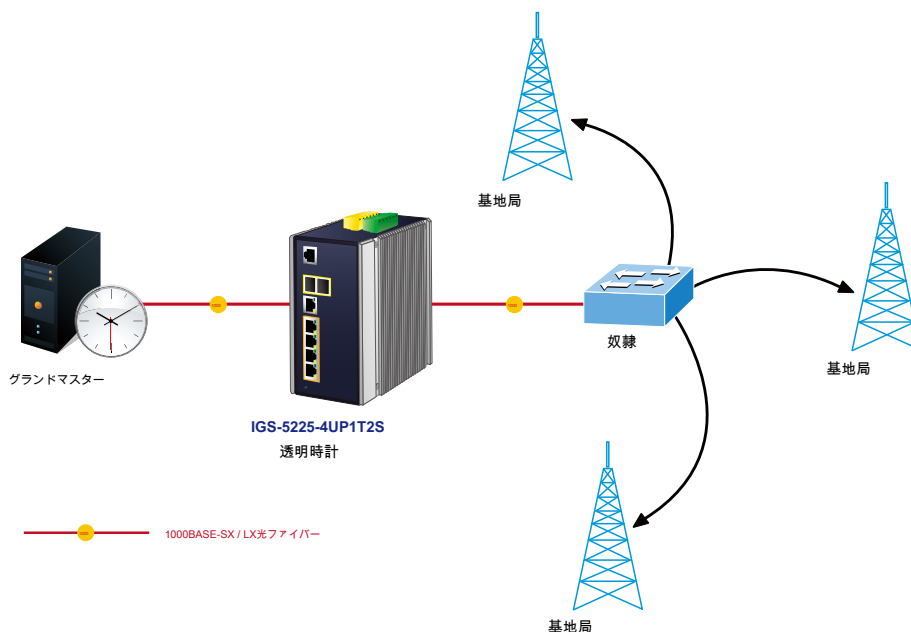 基地局
基地局
奴隷
グランドマスター
IGS-5225-4UP1T2S
透明時計
1000BASE-SX / LX光ファイバー
基地局